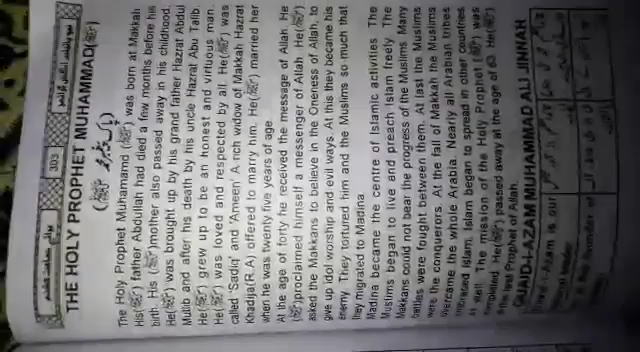 303
THE HOLY PROPHET MUHAMMAD(ﷺ)
The Holy Prophet Muhamamd (ﷺ) was born at Makkah
His(ﷺ) father Abdullah had died a few months before his
birth. His (ﷺ)mother also passed away in his childhood.
He(ﷺ) was brought up by his grand father Hazrat Abdul
Mutlib and after his death by his uncle Hazrat Abu Talib.
He(ﷺ) grew up to be an honest and virtuous man.
He(ﷺ) was loved and respected by all. He(ﷺ) was
called 'Sadiq' and 'Ameen'. A rich widow of Makkah Hazrat
Khadija(R.A) offered to marry him. He(ﷺ) married her
when he was twenty five years of age.
At the age of forty he received the message of Allah. He
(ﷺ)proclaimed himself a messenger of Allah. He(ﷺ)
asked the Makkans to believe in the Oneness of Allah, to
give up idol worship and evil ways. At this they became his
enemy. They tortured him and the Muslims so much that
they migrated to Madina.
Madina became the centre of Islamic activities. The
Muslims began to live and preach Islam freely. The
Makkans could not bear the progress of the Muslims. Many
battles were fought between them. At last the Muslims
were the conquerors. At the fall of Makkah the Muslims
overcame the whole Arabia. Nearly all Arabian tribes
embraced Islam. Islam began to spread in other countries
as well. The mission of the Holy Prophet (ﷺ) was
completed. He(ﷺ) passed away at the age of 63. He(ﷺ)
is the last Prophet of Allah.
QUAID-I-AZAM MUHAMMAD ALI JINNAH
Quaid-i-Azam is our
the founder of